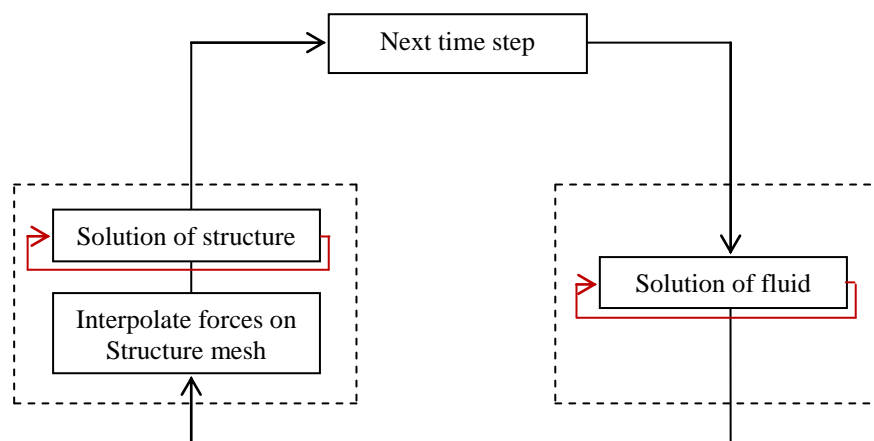 Next time step
Solution of structure
Interpolate forces on
Structure mesh
Solution of fluid